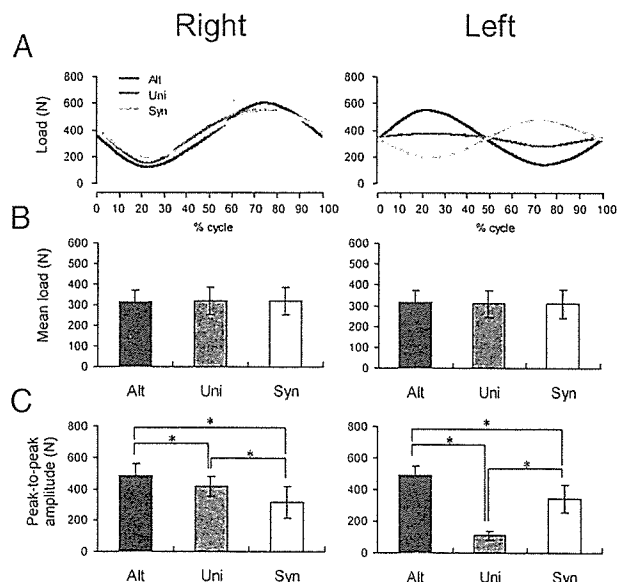 Right Left
A
Load (N)
800
600
400
200
0
Alt
Uni
Syn
0 10 20 30 40 50 60 70 80 90 100
% cycle
800
600
400
200
0
0 10 20 30 40 50 60 70 80 90 100
% cycle
B
Mean load (N)
600
500
400
300
200
100
0
Alt Uni Syn
600
500
400
300
200
100
0
Alt Uni Syn
C
Peak-to-peak
amplitude (N)
800
600
400
200
0
* * *
Alt Uni Syn
800
600
400
200
0
* * *
Alt Uni Syn